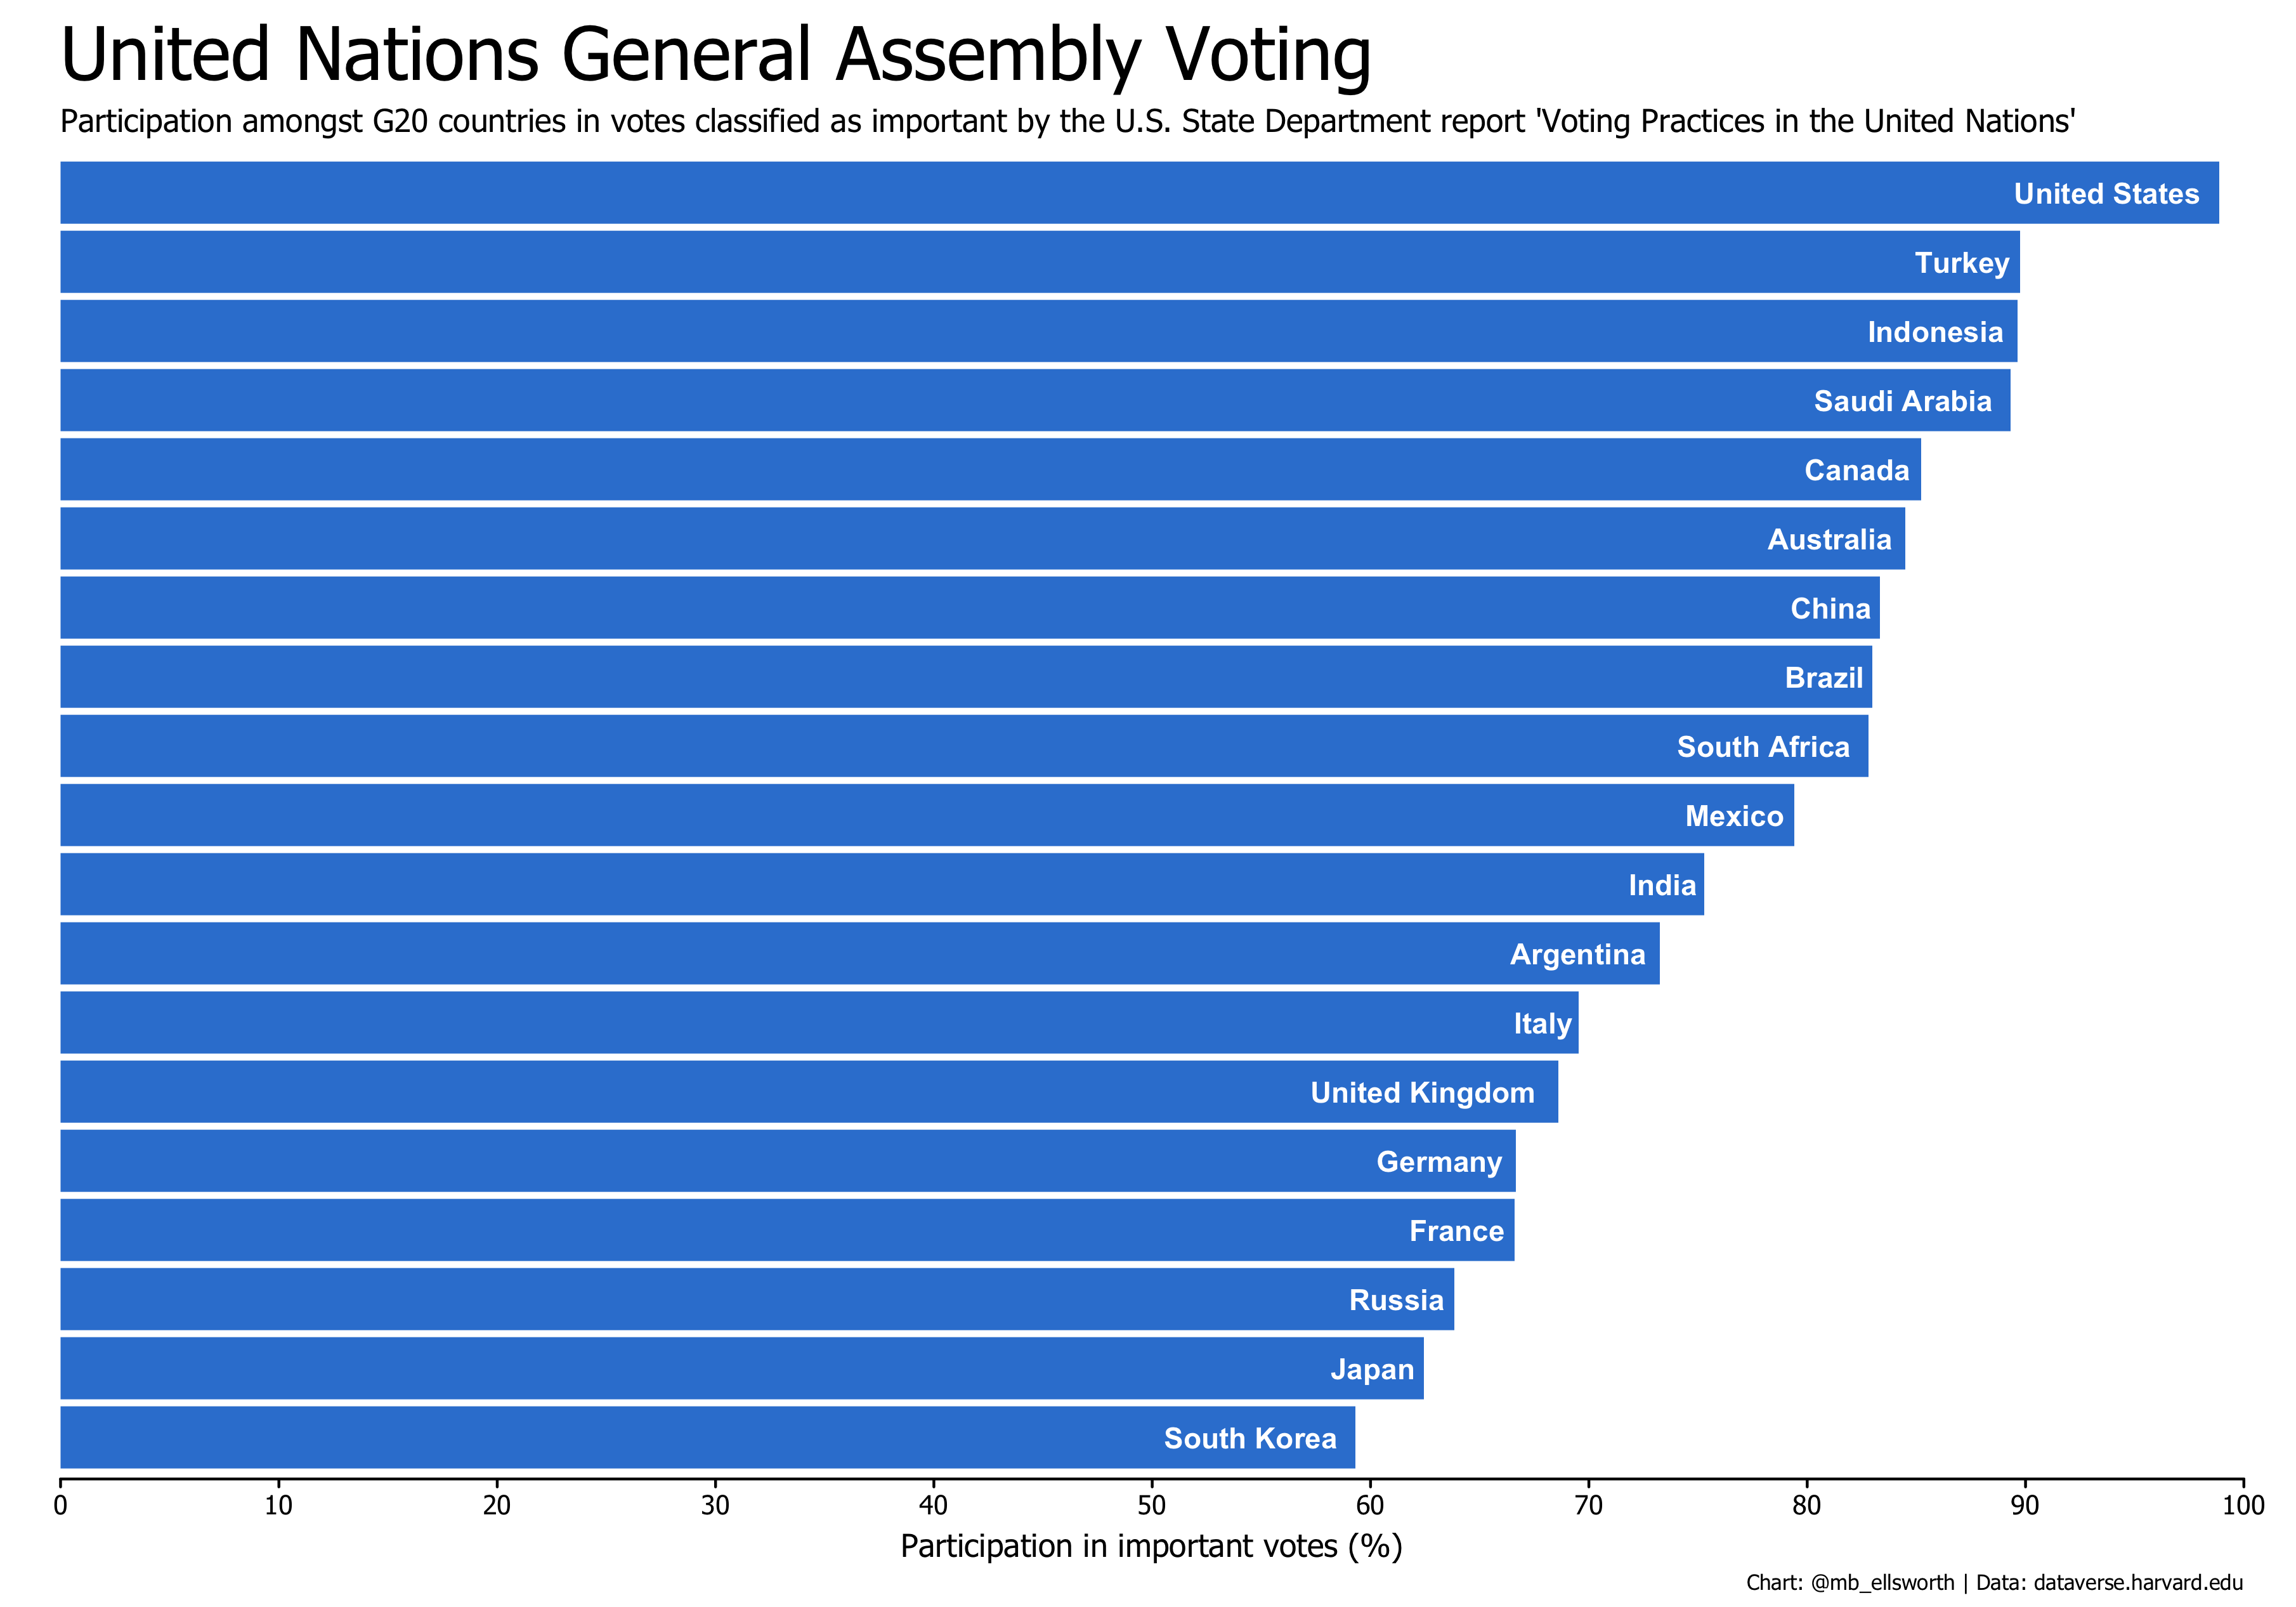 United Nations General Assembly Voting
Participation amongst G20 countries in votes classified as important by the U.S. State Department report 'Voting Practices in the United Nations'
United States
Turkey
Indonesia
Saudi Arabia
Canada
Australia
China
Brazil
South Africa
Mexico
India
Argentina
Italy
United Kingdom
Germany
France
Russia
Japan
South Korea
0 10 20 30 40 50 60 70 80 90 100
Participation in important votes (%)
Chart: @mb_ellsworth | Data: dataverse.harvard.edu